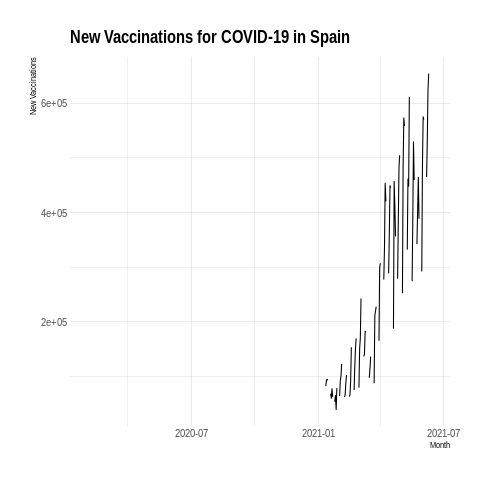 New Vaccinations for COVID-19 in Spain
New Vaccinations
6e+05
4e+05
2e+05
2020-07
2021-01
2021-07
Month